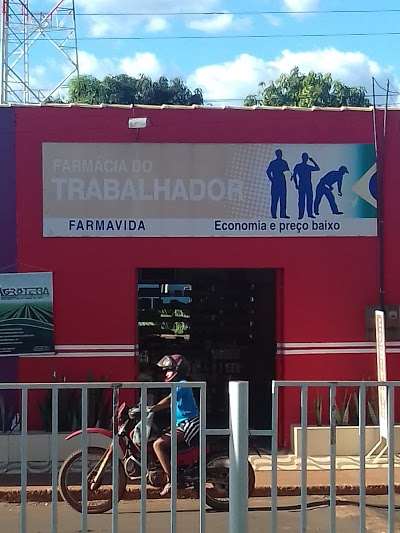 FARMÁCIA DO
TRABALHADOR
FARMAVIDA
Economia e preço baixo